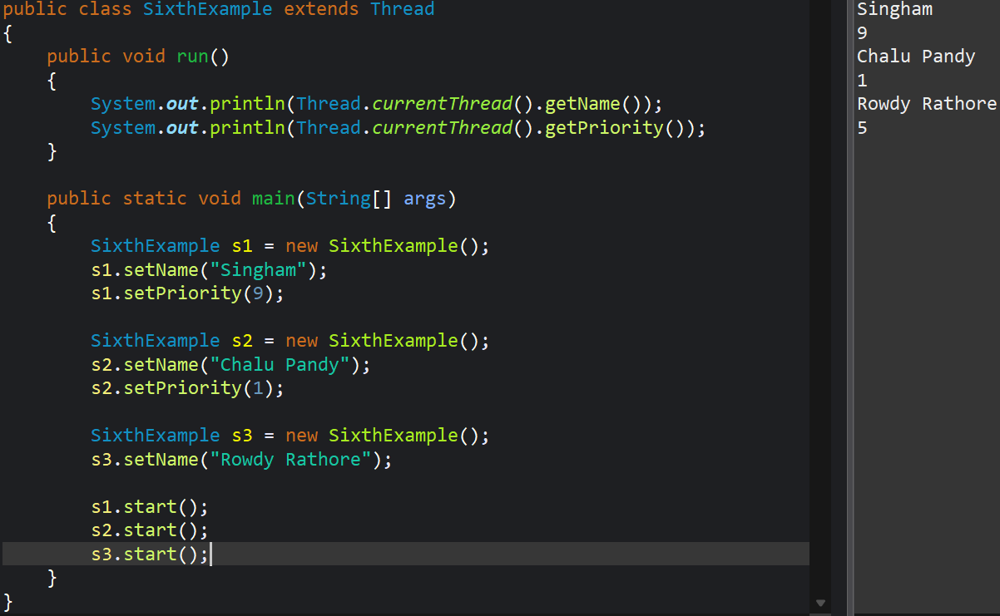 public class SixthExample extends Thread
{
    public void run()
    {
        System.out.println(Thread.currentThread().getName());
        System.out.println(Thread.currentThread().getPriority());
    }

    public static void main(String[] args)
    {
        SixthExample s1 = new SixthExample();
        s1.setName("Singham");
        s1.setPriority(9);

        SixthExample s2 = new SixthExample();
        s2.setName("Chalu Pandy");
        s2.setPriority(1);

        SixthExample s3 = new SixthExample();
        s3.setName("Rowdy Rathore");

        s1.start();
        s2.start();
        s3.start();
    }
}
Singham
9
Chalu Pandy
1
Rowdy Rathore
5